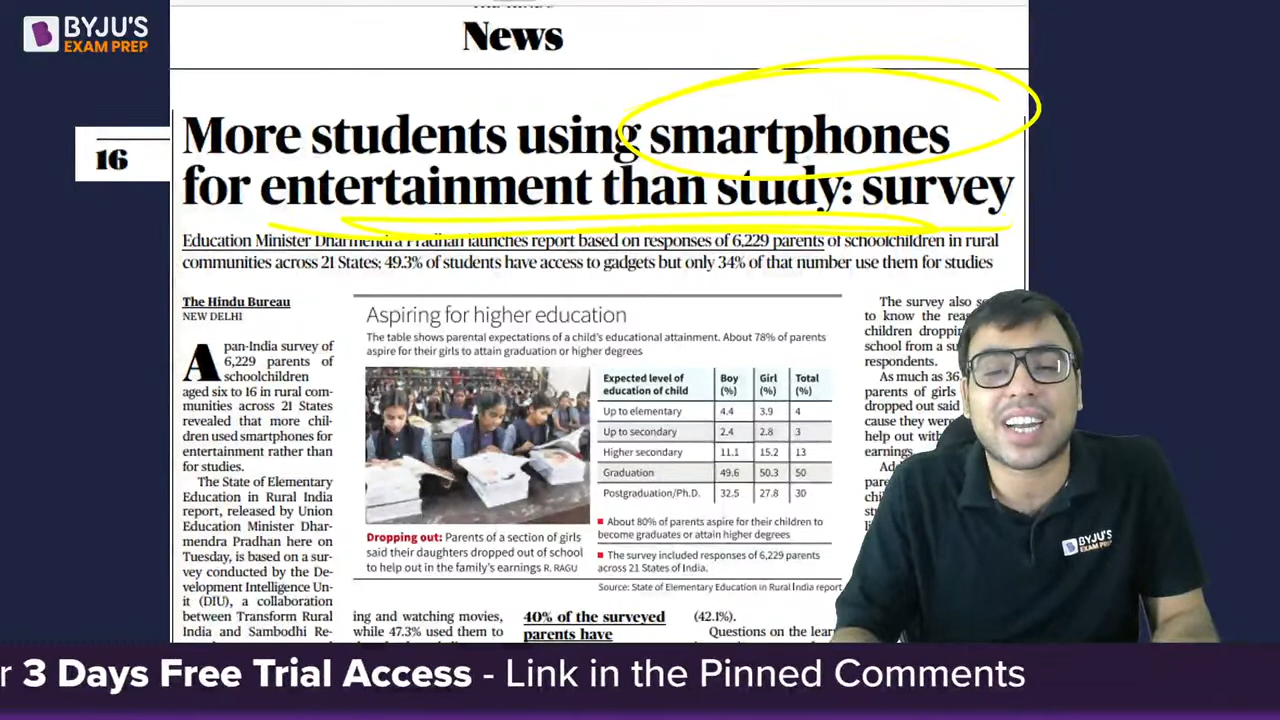 BYJU'S
EXAM PREP
News
16
More students using smartphones
for entertainment than study: survey
Education Minister Dharmendra Pradhan launches report based on responses of 6,229 parents of schoolchildren in rural
communities across 21 States; 49.3% of students have access to gadgets but only 34% of that number use them for studies
The Hindu Bureau
NEW DELHI
A pan-India survey of
6,229 parents of
schoolchildren
aged six to 16 in rural com-
munities across 21 States
revealed that more chil-
dren used smartphones for
entertainment rather than
for studies.
The State of Elementary
Education in Rural India
report, released by Union
Education Minister Dhar-
mendra Pradhan here on
Tuesday, is based on a sur-
vey conducted by the De-
velopment Intelligence Un-
it (DIU), a collaboration
between Transform Rural
India and Sambodhi Re-
Aspiring for higher education
The table shows parental expectations of a child's educational attainment. About 78% of parents
aspire for their girls to attain graduation or higher degrees
Expected level of education of child Boy (%) Girl (%) Total (%)
Up to elementary 4.4 3.9 4
Up to secondary 2.4 2.8 3
Higher secondary 11.1 15.2 13
Graduation 49.6 50.3 50
Postgraduation/Ph.D. 32.5 27.8 30
Dropping out: Parents of a section of girls
said their daughters dropped out of school
to help out in the family's earnings R. RAGU
About 80% of parents aspire for their children to
become graduates or attain higher degrees
The survey included responses of 6,229 parents
across 21 States of India.
Source: State of Elementary Education in Rural India report
ing and watching movies,
while 47.3% used them to
40% of the surveyed
parents have
(42.1%).
Questions on the
The survey also
to know the
children
school from a
respondents.
As much as 36
parents of girls
dropped out said
cause they were
help out with
earnings
BYJU'S
EXAM PREP
r 3 Days Free Trial Access - Link in the Pinned Comments